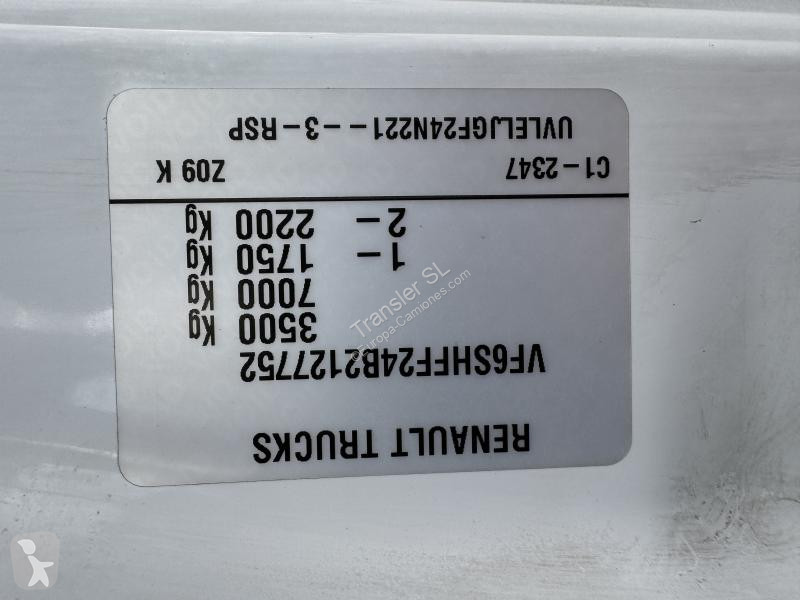 RENAULT TRUCKS
VF6SHFF24B2127752
3500 Kg
7000 Kg
1- 1750 Kg
2- 2200 Kg
C1-2347 Z09 K
UVLELJGF24N221--3-RSP
Transler SL
©Europa-Camiones.com